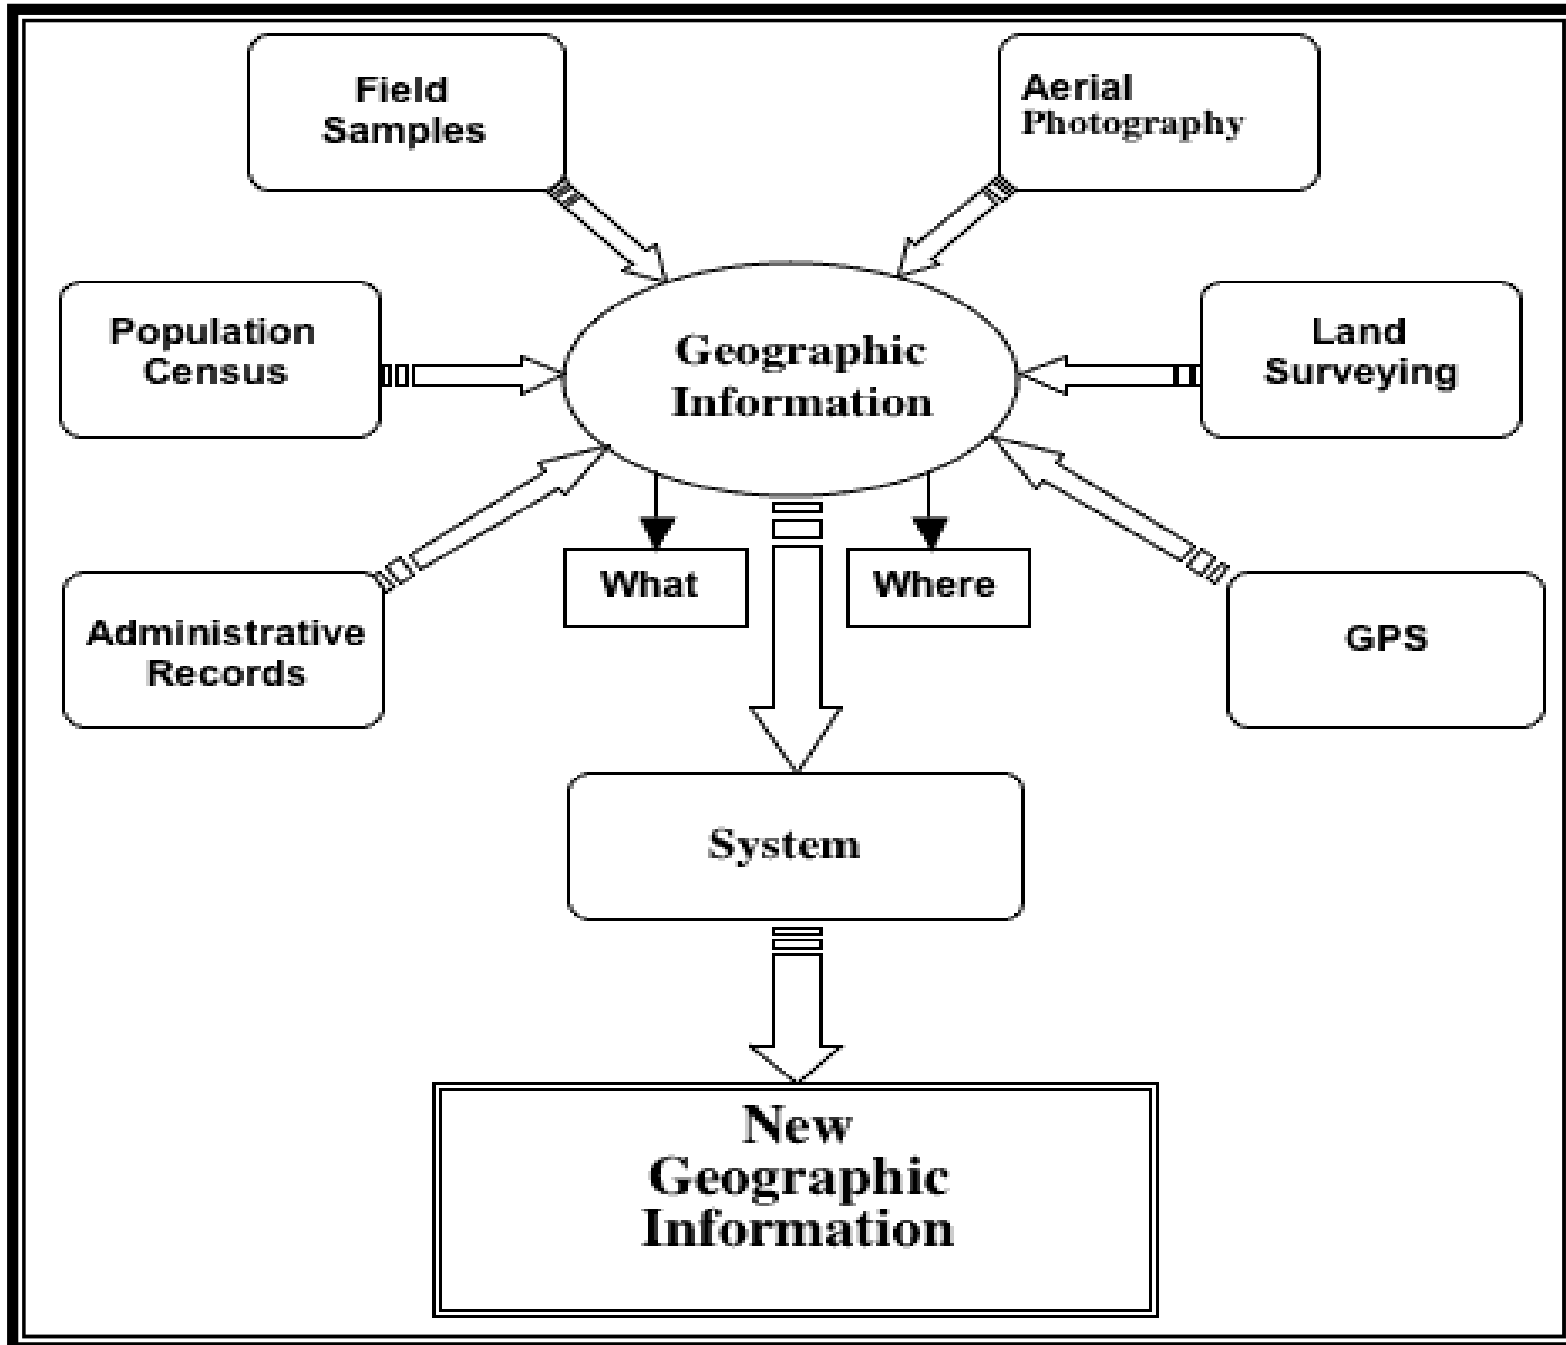 Field
Samples
Aerial
Photography
Population
Census
Geographic
Information
Land
Surveying
What
Where
Administrative
Records
GPS
System
New
Geographic
Information